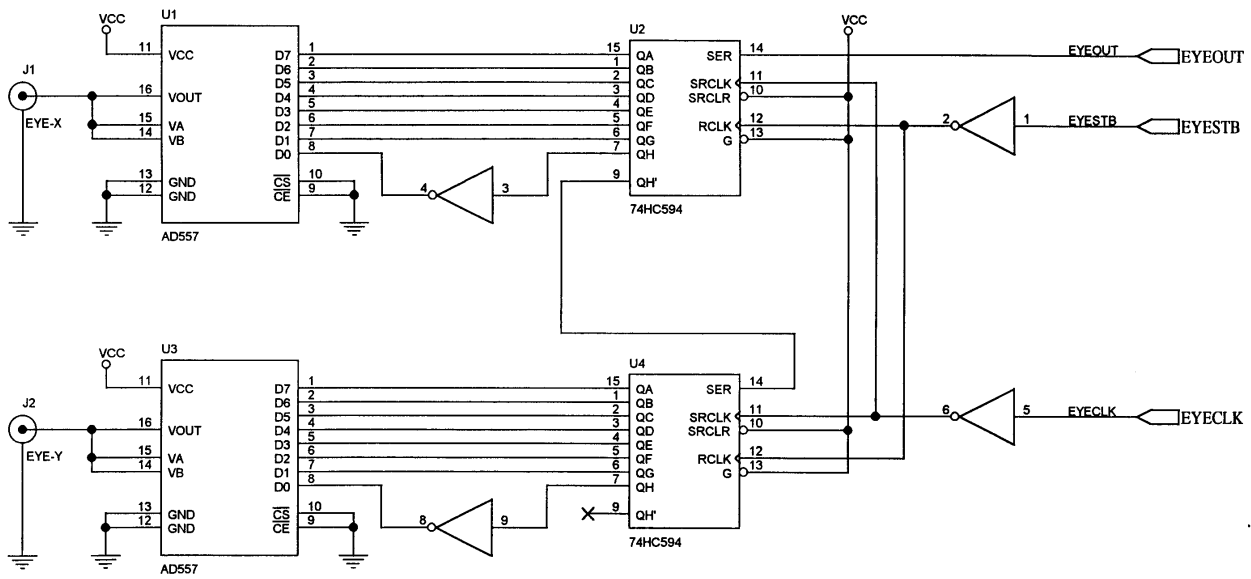 U1
VCC
11 VCC
D7 1
D6 2
D5 3
D4 4
D3 5
D2 6
D1 7
D0 8
J1
EYE-X
16 VOUT
15 VA
14 VB
13 GND
12 GND
CS 10
CE 9
AD557
4 3
U2
15 QA
1 QB
2 QC
3 QD
4 QE
5 QF
6 QG
7 QH
9 QH'
SER 14
SRCLK 11
SRCLR 10
RCLK 12
G 13
74HC594
VCC
EYEOUT EYEOUT
2 1 EYESTB EYESTB
U3
VCC
11 VCC
D7 1
D6 2
D5 3
D4 4
D3 5
D2 6
D1 7
D0 8
J2
EYE-Y
16 VOUT
15 VA
14 VB
13 GND
12 GND
CS 10
CE 9
AD557
8 9
U4
15 QA
1 QB
2 QC
3 QD
4 QE
5 QF
6 QG
7 QH
9 QH'
SER 14
SRCLK 11
SRCLR 10
RCLK 12
G 13
74HC594
6 5 EYECLK EYECLK